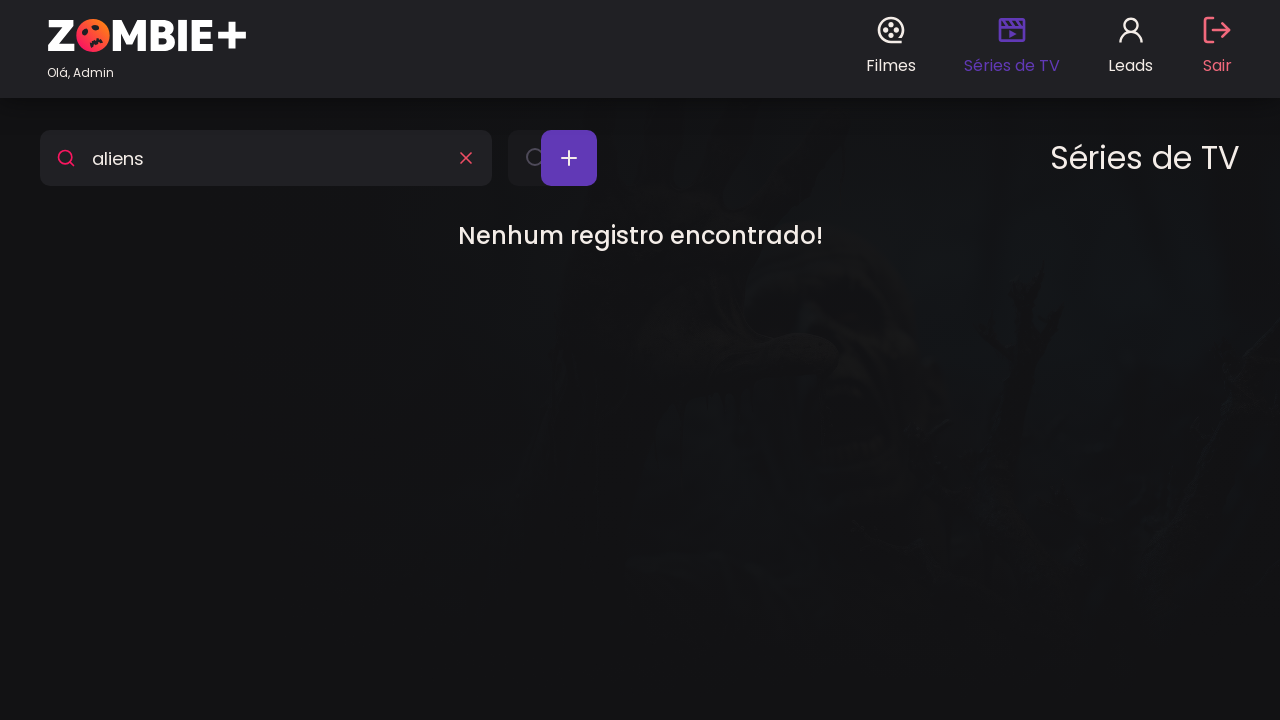 ZOMBIE+
Olá, Admin
Filmes
Séries de TV
Leads
Sair
aliens
Séries de TV
Nenhum registro encontrado!